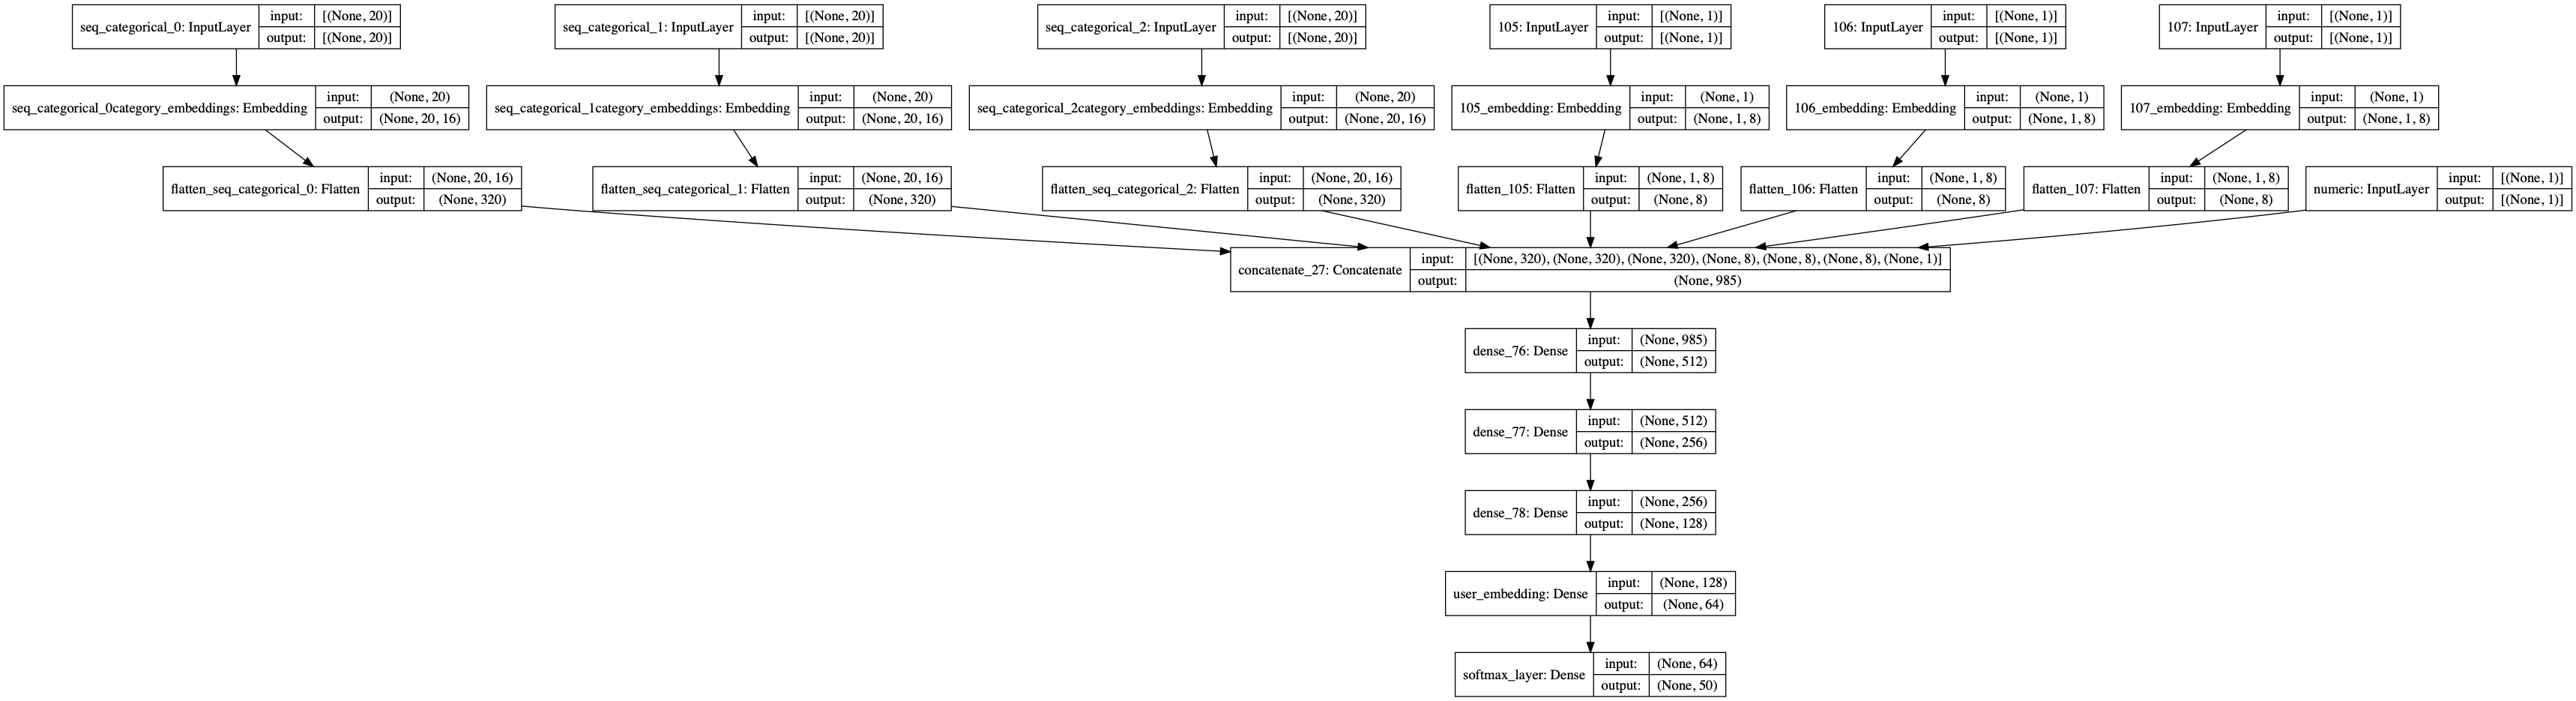 seq_categorical_0: InputLayer input: [(None, 20)] output: [(None, 20)]
seq_categorical_1: InputLayer input: [(None, 20)] output: [(None, 20)]
seq_categorical_2: InputLayer input: [(None, 20)] output: [(None, 20)]
105: InputLayer input: [(None, 1)] output: [(None, 1)]
106: InputLayer input: [(None, 1)] output: [(None, 1)]
107: InputLayer input: [(None, 1)] output: [(None, 1)]
seq_categorical_0category_embeddings: Embedding input: (None, 20) output: (None, 20, 16)
seq_categorical_1category_embeddings: Embedding input: (None, 20) output: (None, 20, 16)
seq_categorical_2category_embeddings: Embedding input: (None, 20) output: (None, 20, 16)
105_embedding: Embedding input: (None, 1) output: (None, 1, 8)
106_embedding: Embedding input: (None, 1) output: (None, 1, 8)
107_embedding: Embedding input: (None, 1) output: (None, 1, 8)
flatten_seq_categorical_0: Flatten input: (None, 20, 16) output: (None, 320)
flatten_seq_categorical_1: Flatten input: (None, 20, 16) output: (None, 320)
flatten_seq_categorical_2: Flatten input: (None, 20, 16) output: (None, 320)
flatten_105: Flatten input: (None, 1, 8) output: (None, 8)
flatten_106: Flatten input: (None, 1, 8) output: (None, 8)
flatten_107: Flatten input: (None, 1, 8) output: (None, 8)
numeric: InputLayer input: [(None, 1)] output: [(None, 1)]
concatenate_27: Concatenate input: [(None, 320), (None, 320), (None, 320), (None, 8), (None, 8), (None, 8), (None, 1)] output: (None, 985)
dense_76: Dense input: (None, 985) output: (None, 512)
dense_77: Dense input: (None, 512) output: (None, 256)
dense_78: Dense input: (None, 256) output: (None, 128)
user_embedding: Dense input: (None, 128) output: (None, 64)
softmax_layer: Dense input: (None, 64) output: (None, 50)